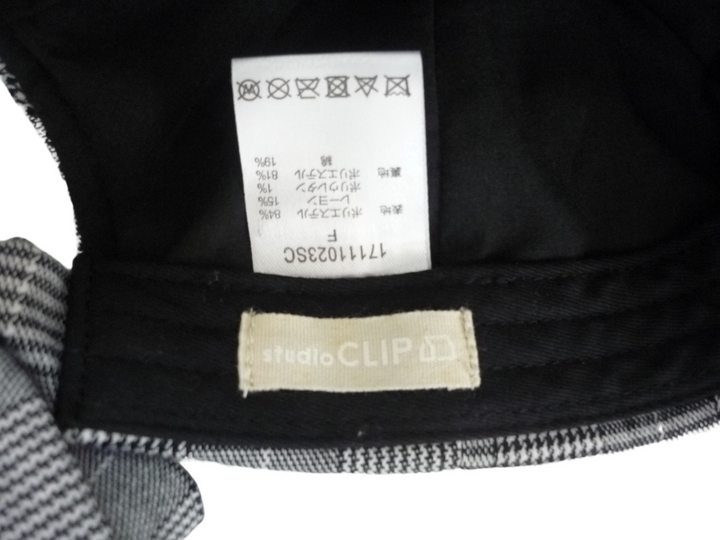 17111023SC
F
表地 ポリエステル 84%
レーヨン 15%
ポリウレタン 1%
裏地 ポリエステル 81%
綿 19%
studio CLIP